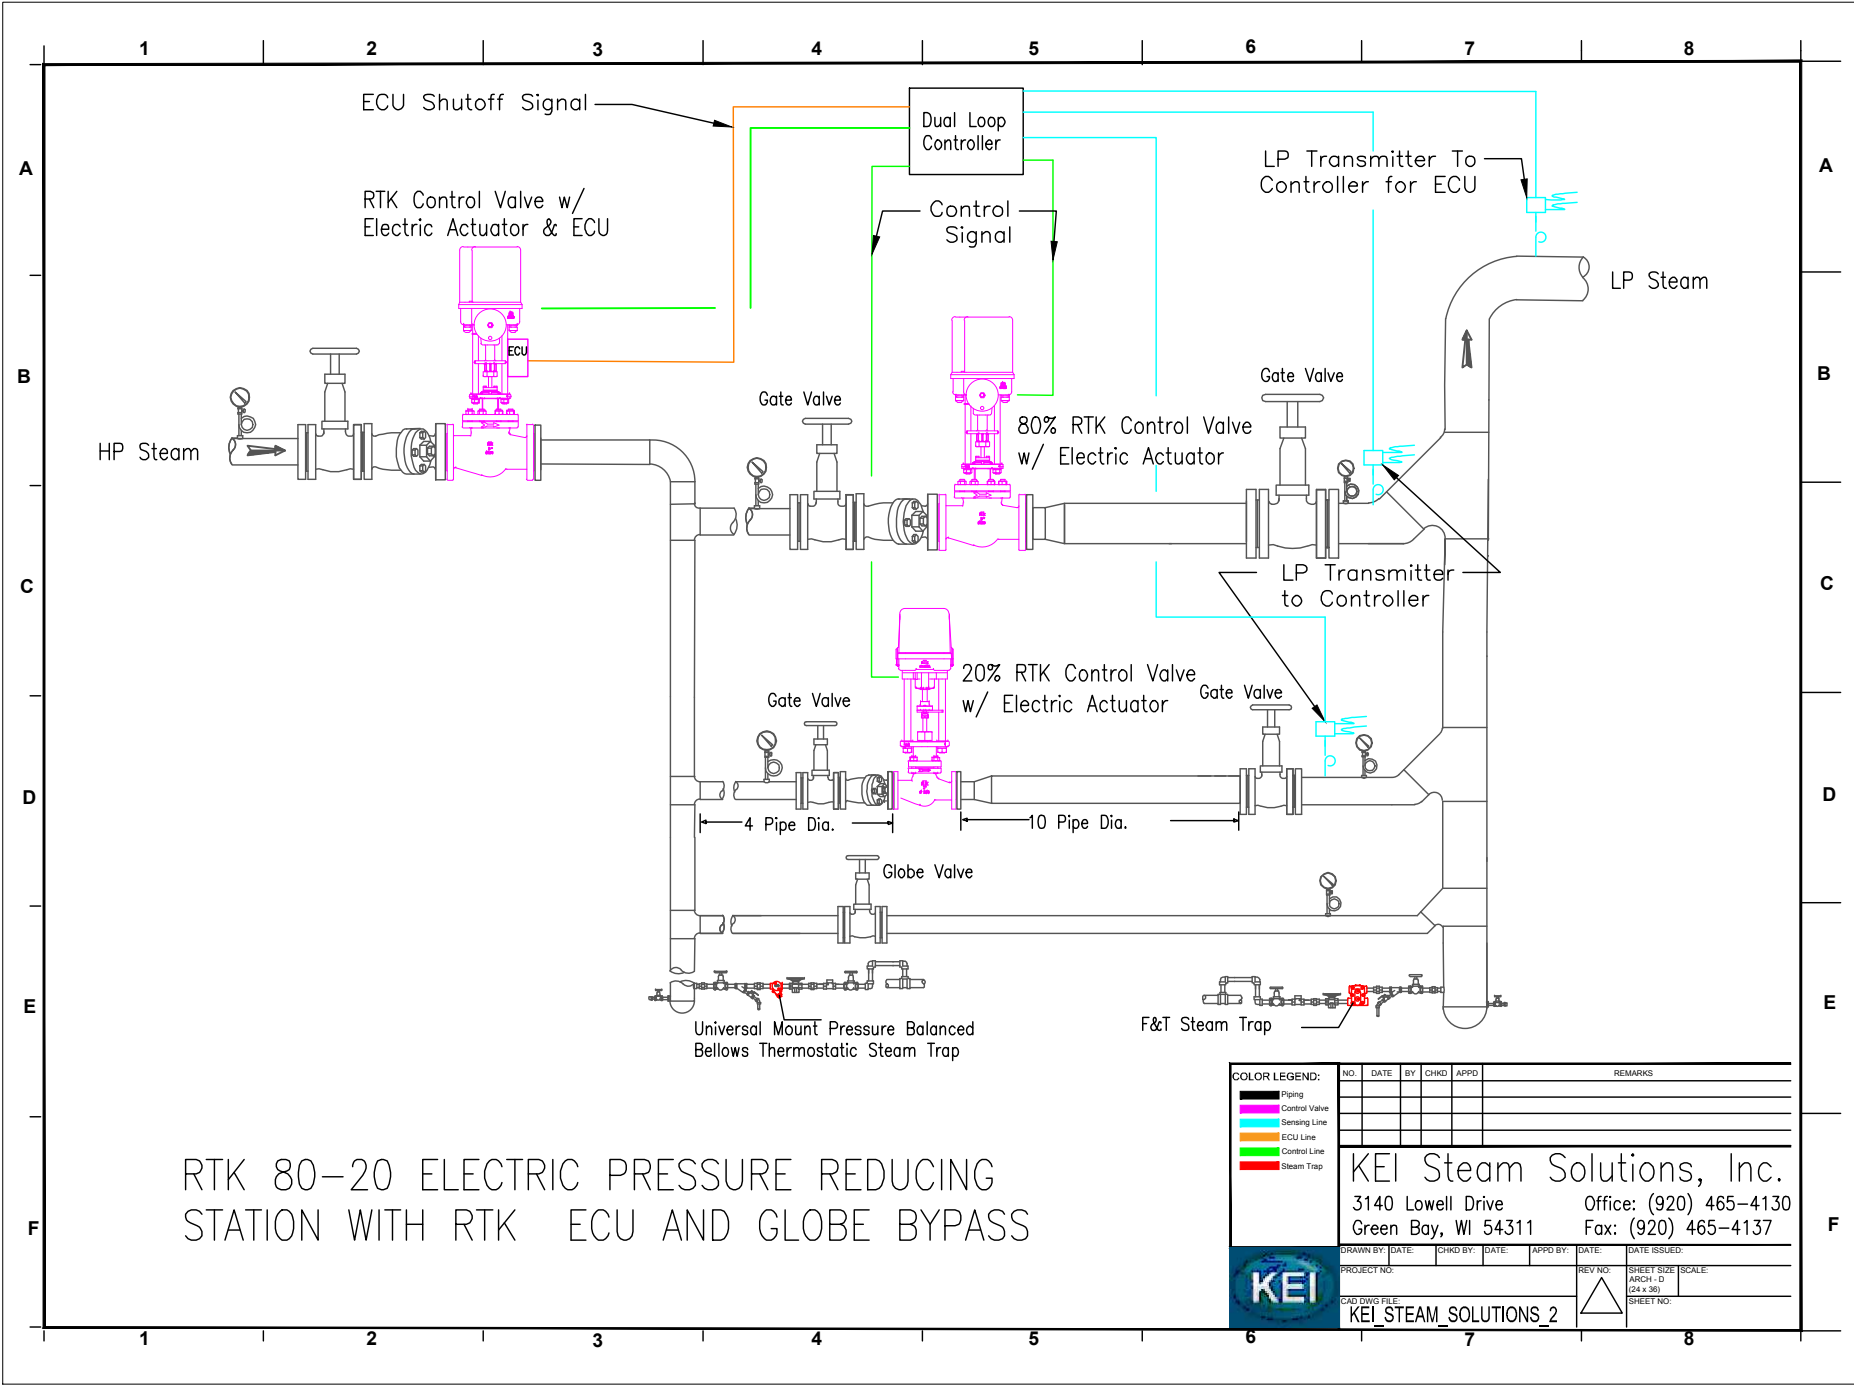 1 2 3 4 5 6 7 8
A
B
C
D
E
F
A
B
C
D
E
F
ECU Shutoff Signal
Dual Loop
Controller
LP Transmitter To
Controller for ECU
RTK Control Valve w/
Electric Actuator & ECU
Control
Signal
LP Steam
ECU
Gate Valve
Gate Valve
80% RTK Control Valve
w/ Electric Actuator
HP Steam
LP Transmitter
to Controller
20% RTK Control Valve
w/ Electric Actuator
Gate Valve
Gate Valve
4 Pipe Dia.
10 Pipe Dia.
Globe Valve
Universal Mount Pressure Balanced
Bellows Thermostatic Steam Trap
F&T Steam Trap
RTK 80-20 ELECTRIC PRESSURE REDUCING
STATION WITH RTK ECU AND GLOBE BYPASS
COLOR LEGEND:
Piping
Control Valve
Sensing Line
ECU Line
Control Line
Steam Trap
NO. DATE BY CHKD APPD REMARKS
KEI Steam Solutions, Inc.
3140 Lowell Drive Office: (920) 465-4130
Green Bay, WI 54311 Fax: (920) 465-4137
DRAWN BY: DATE: CHKD BY: DATE: APPD BY: DATE: DATE ISSUED:
PROJECT NO: REV NO: SHEET SIZE SCALE:
ARCH - D
(24 x 36)
CAD DWG FILE: SHEET NO:
KEI_STEAM_SOLUTIONS_2
KEI
1 2 3 4 5 6 7 8